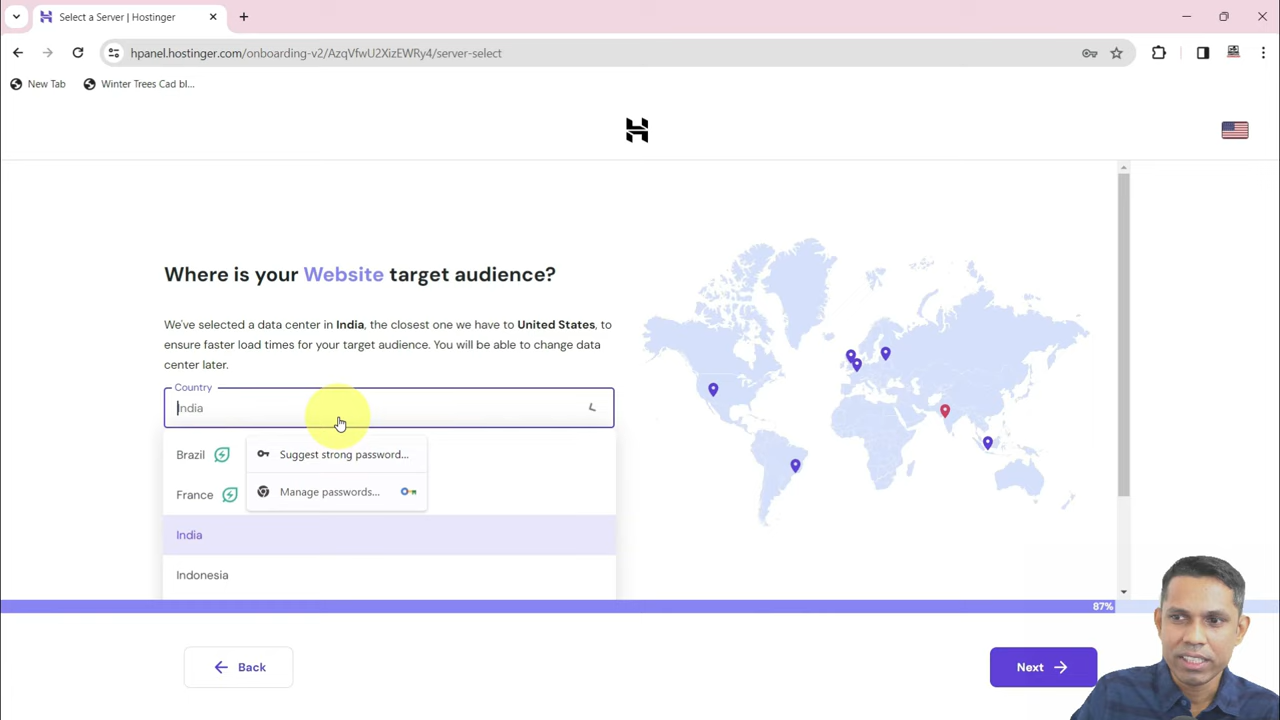 Select a Server | Hostinger
hpanel.hostinger.com/onboarding-v2/AzqVfwU2XizEWRy4/server-select
New Tab
Winter Trees Cad bl...
Where is your Website target audience?
We've selected a data center in India, the closest one we have to United States, to
ensure faster load times for your target audience. You will be able to change data
center later.
Country
India
Brazil
Suggest strong password...
France
Manage passwords...
India
Indonesia
87%
Back
Next